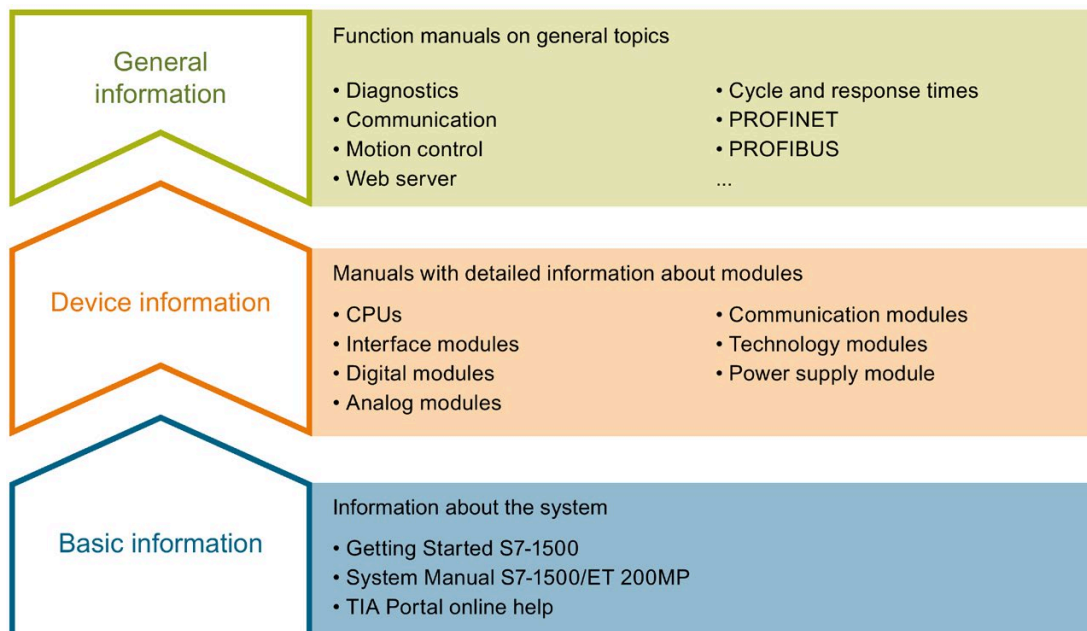 General
information
Function manuals on general topics
• Diagnostics
• Communication
• Motion control
• Web server
• Cycle and response times
• PROFINET
• PROFIBUS
...
Device information
Manuals with detailed information about modules
• CPUs
• Interface modules
• Digital modules
• Analog modules
• Communication modules
• Technology modules
• Power supply module
Basic information
Information about the system
• Getting Started S7-1500
• System Manual S7-1500/ET 200MP
• TIA Portal online help